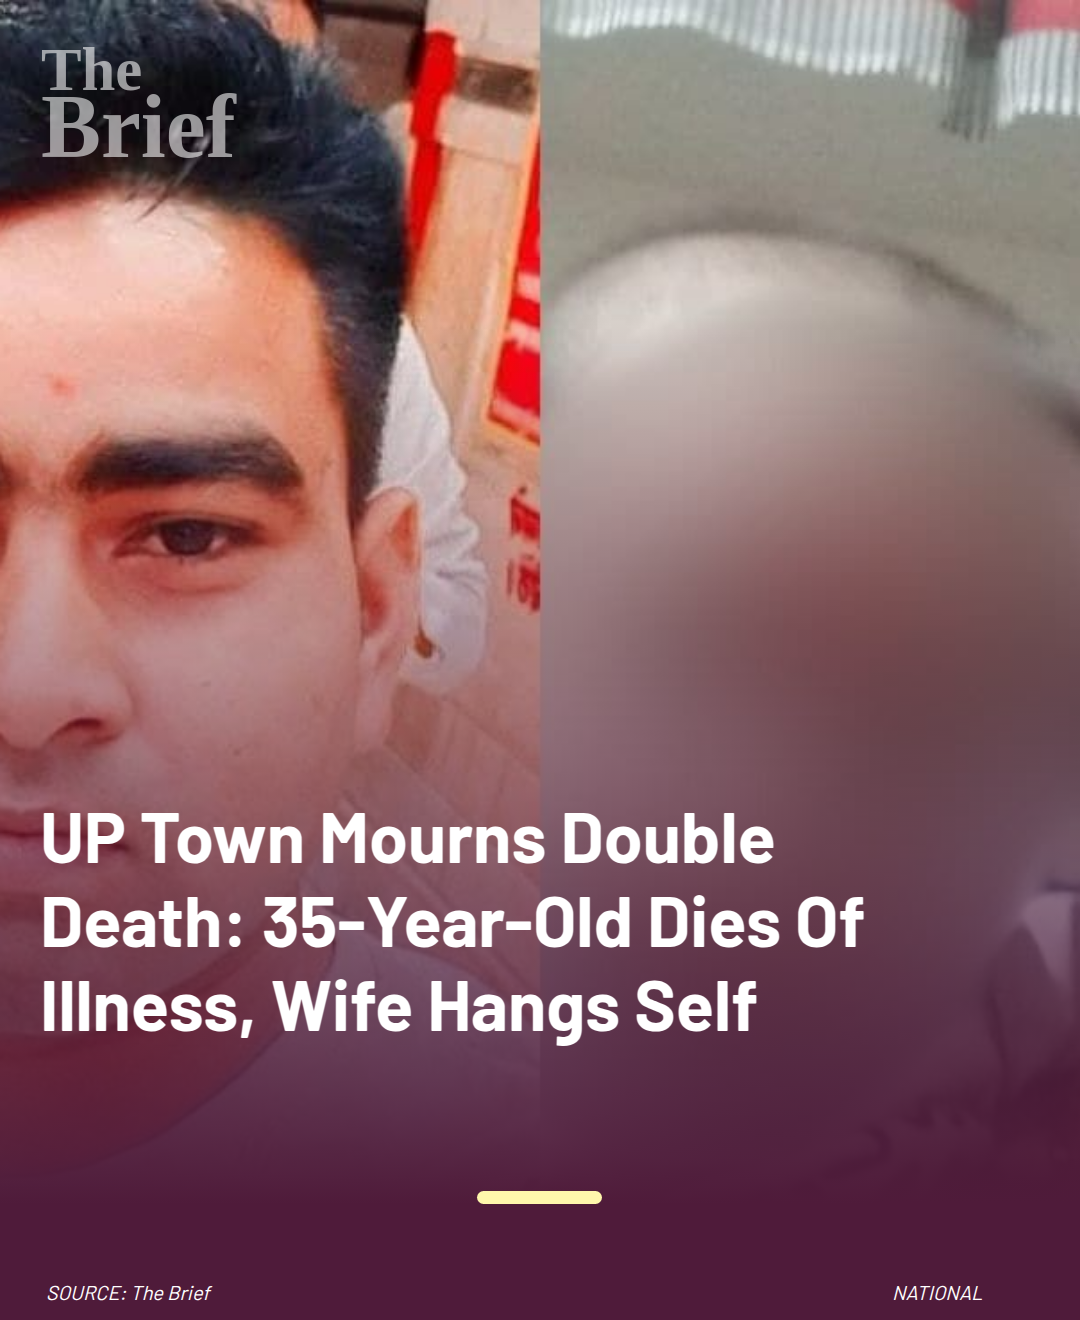 The
Brief
UP Town Mourns Double
Death: 35-Year-Old Dies Of
Illness, Wife Hangs Self
SOURCE: The Brief
NATIONAL